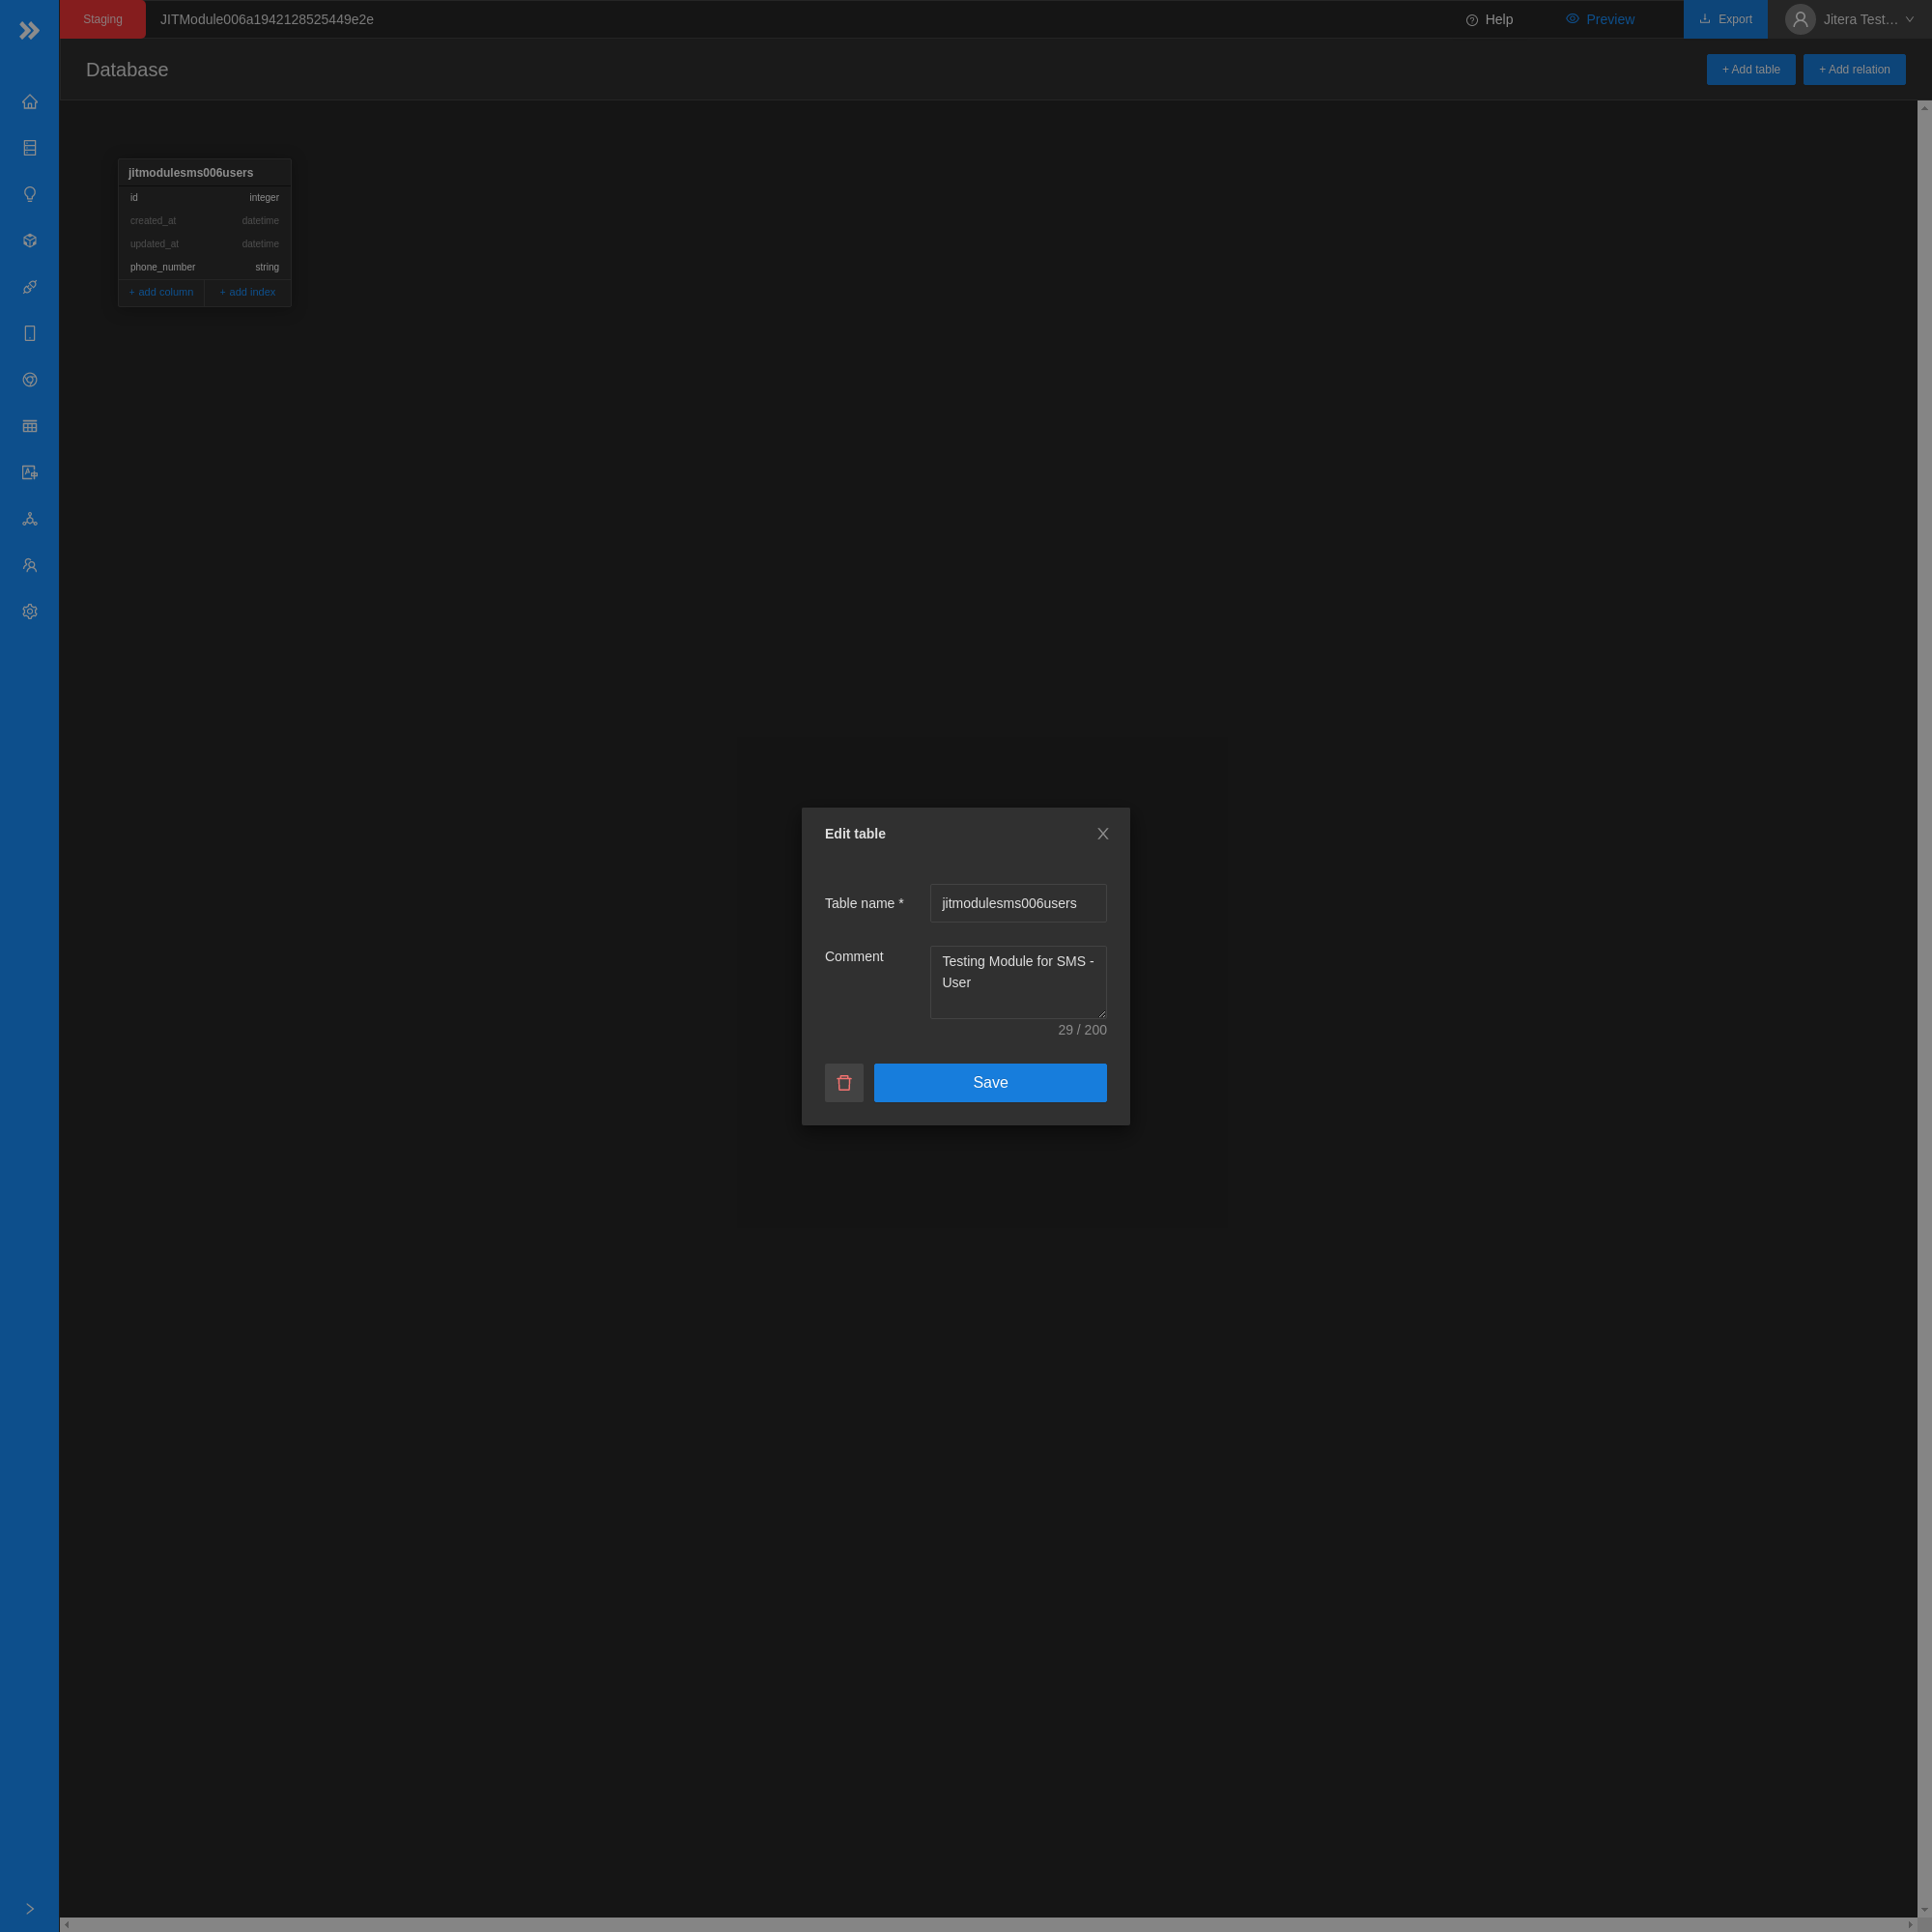 Staging
JITModule006a1942128525449e2e
Help
Preview
Export
Jitera Test…
Database
+ Add table
+ Add relation
jitmodulesms006users
id integer
created_at datetime
updated_at datetime
phone_number string
+ add column
+ add index
Edit table
Table name *
jitmodulesms006users
Comment
Testing Module for SMS -
User
29 / 200
Save